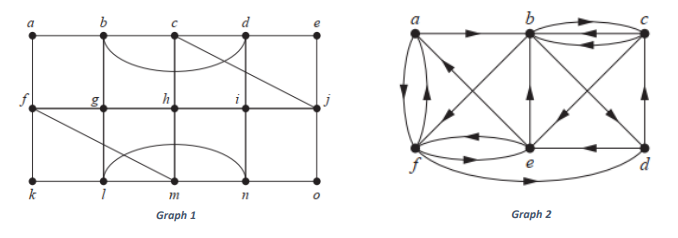 a b c d e
f g h i j
k l m n o
Graph 1
a b c
f e d
Graph 2